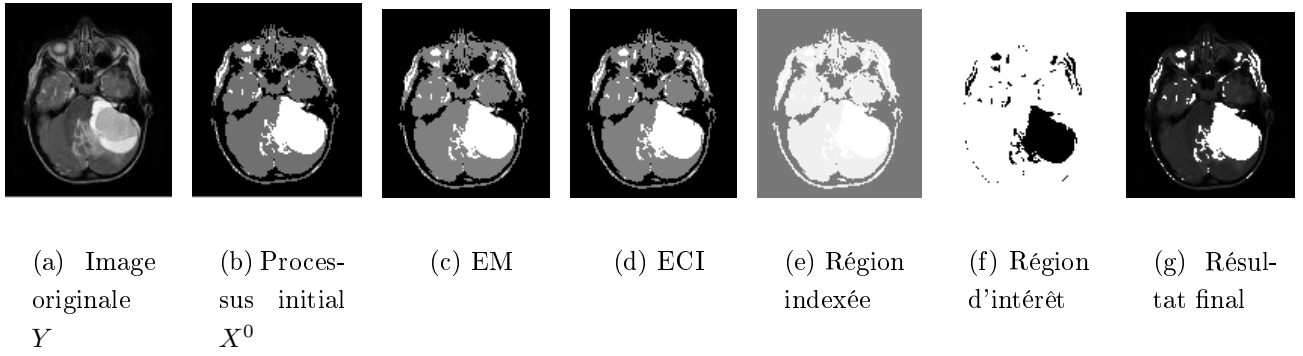 (a) Image
originale
Y
(b) Proces-
sus initial
X⁰
(c) EM
(d) ECI
(e) Région
indexée
(f) Région
d'intérêt
(g) Résul-
tat final